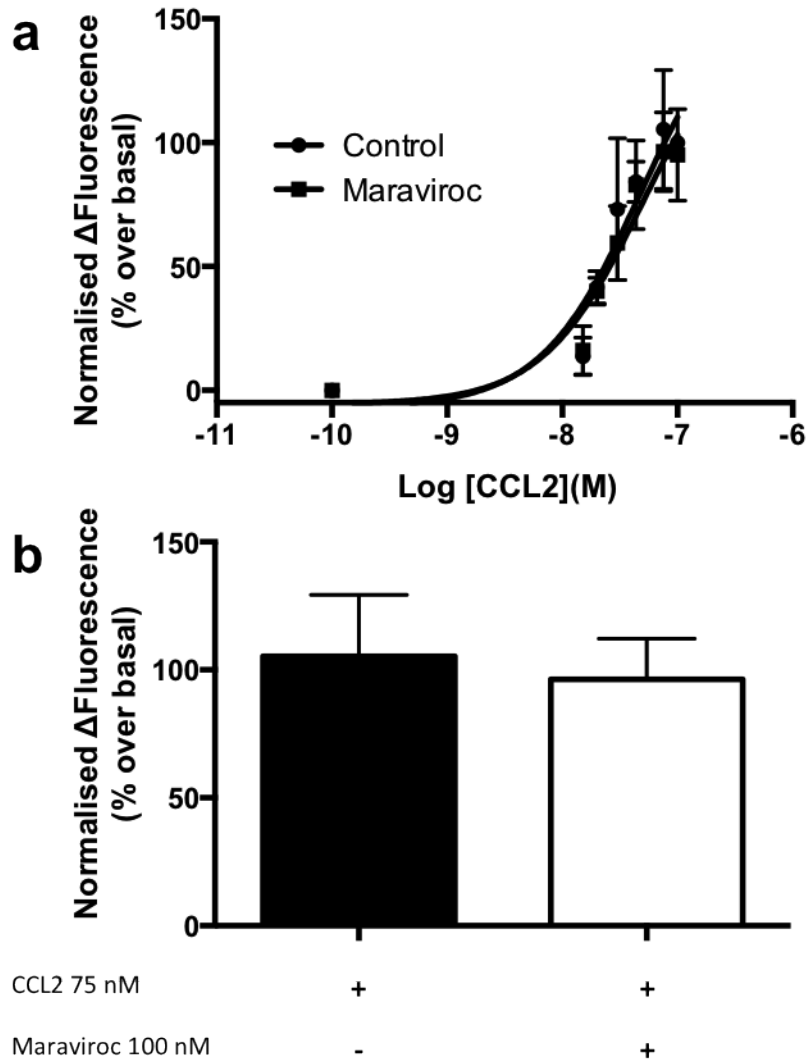 a
Normalised ΔFluorescence
(% over basal)
150
100
50
0
Control
Maraviroc
-11 -10 -9 -8 -7 -6
Log [CCL2](M)
b
Normalised ΔFluorescence
(% over basal)
150
100
50
0
CCL2 75 nM + +
Maraviroc 100 nM - +